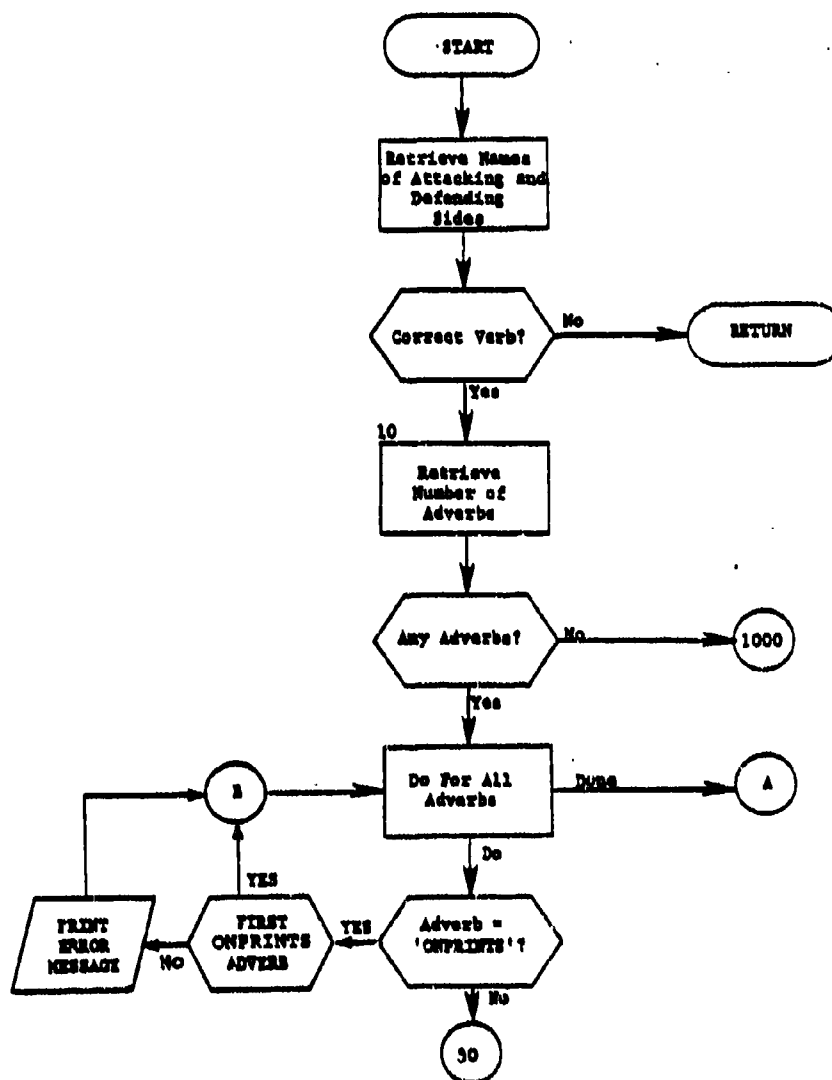 START
Retrieve Names
of Attacking and
Defending
Sides
Correct Verb?
No
RETURN
Yes
10
Retrieve
Number of
Adverbs
Any Adverbs?
No
1000
Yes
B
Do For All
Adverbs
Done
A
Do
YES
PRINT
ERROR
MESSAGE
No
FIRST
ONPRINTS
ADVERB
YES
Adverb =
'ONPRINTS'?
No
30